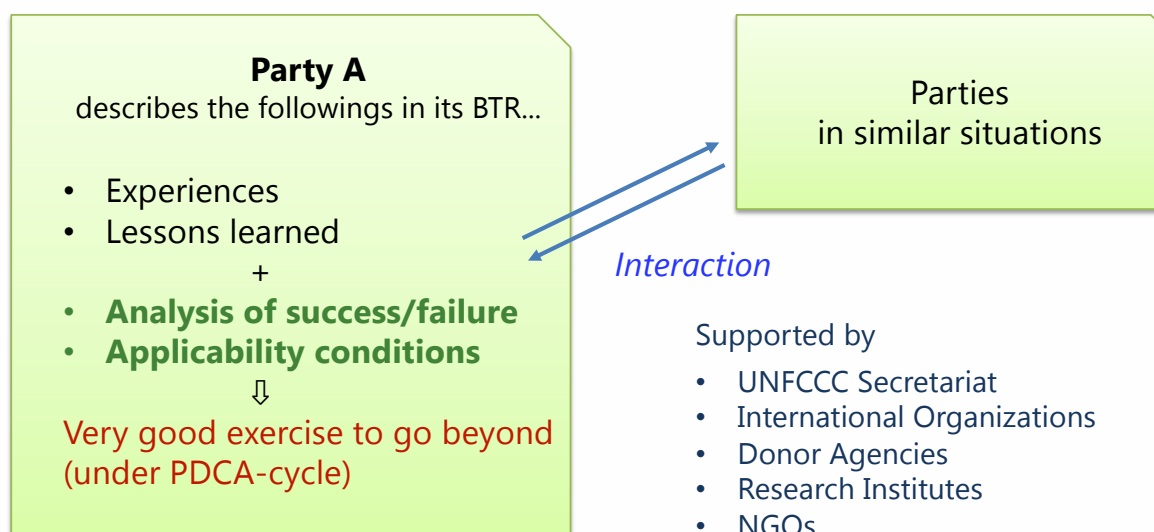 Party A
describes the followings in its BTR...
• Experiences
• Lessons learned
+
• Analysis of success/failure
• Applicability conditions
⇩
Very good exercise to go beyond
(under PDCA-cycle)
Parties
in similar situations
Interaction
Supported by
• UNFCCC Secretariat
• International Organizations
• Donor Agencies
• Research Institutes
• NGOs